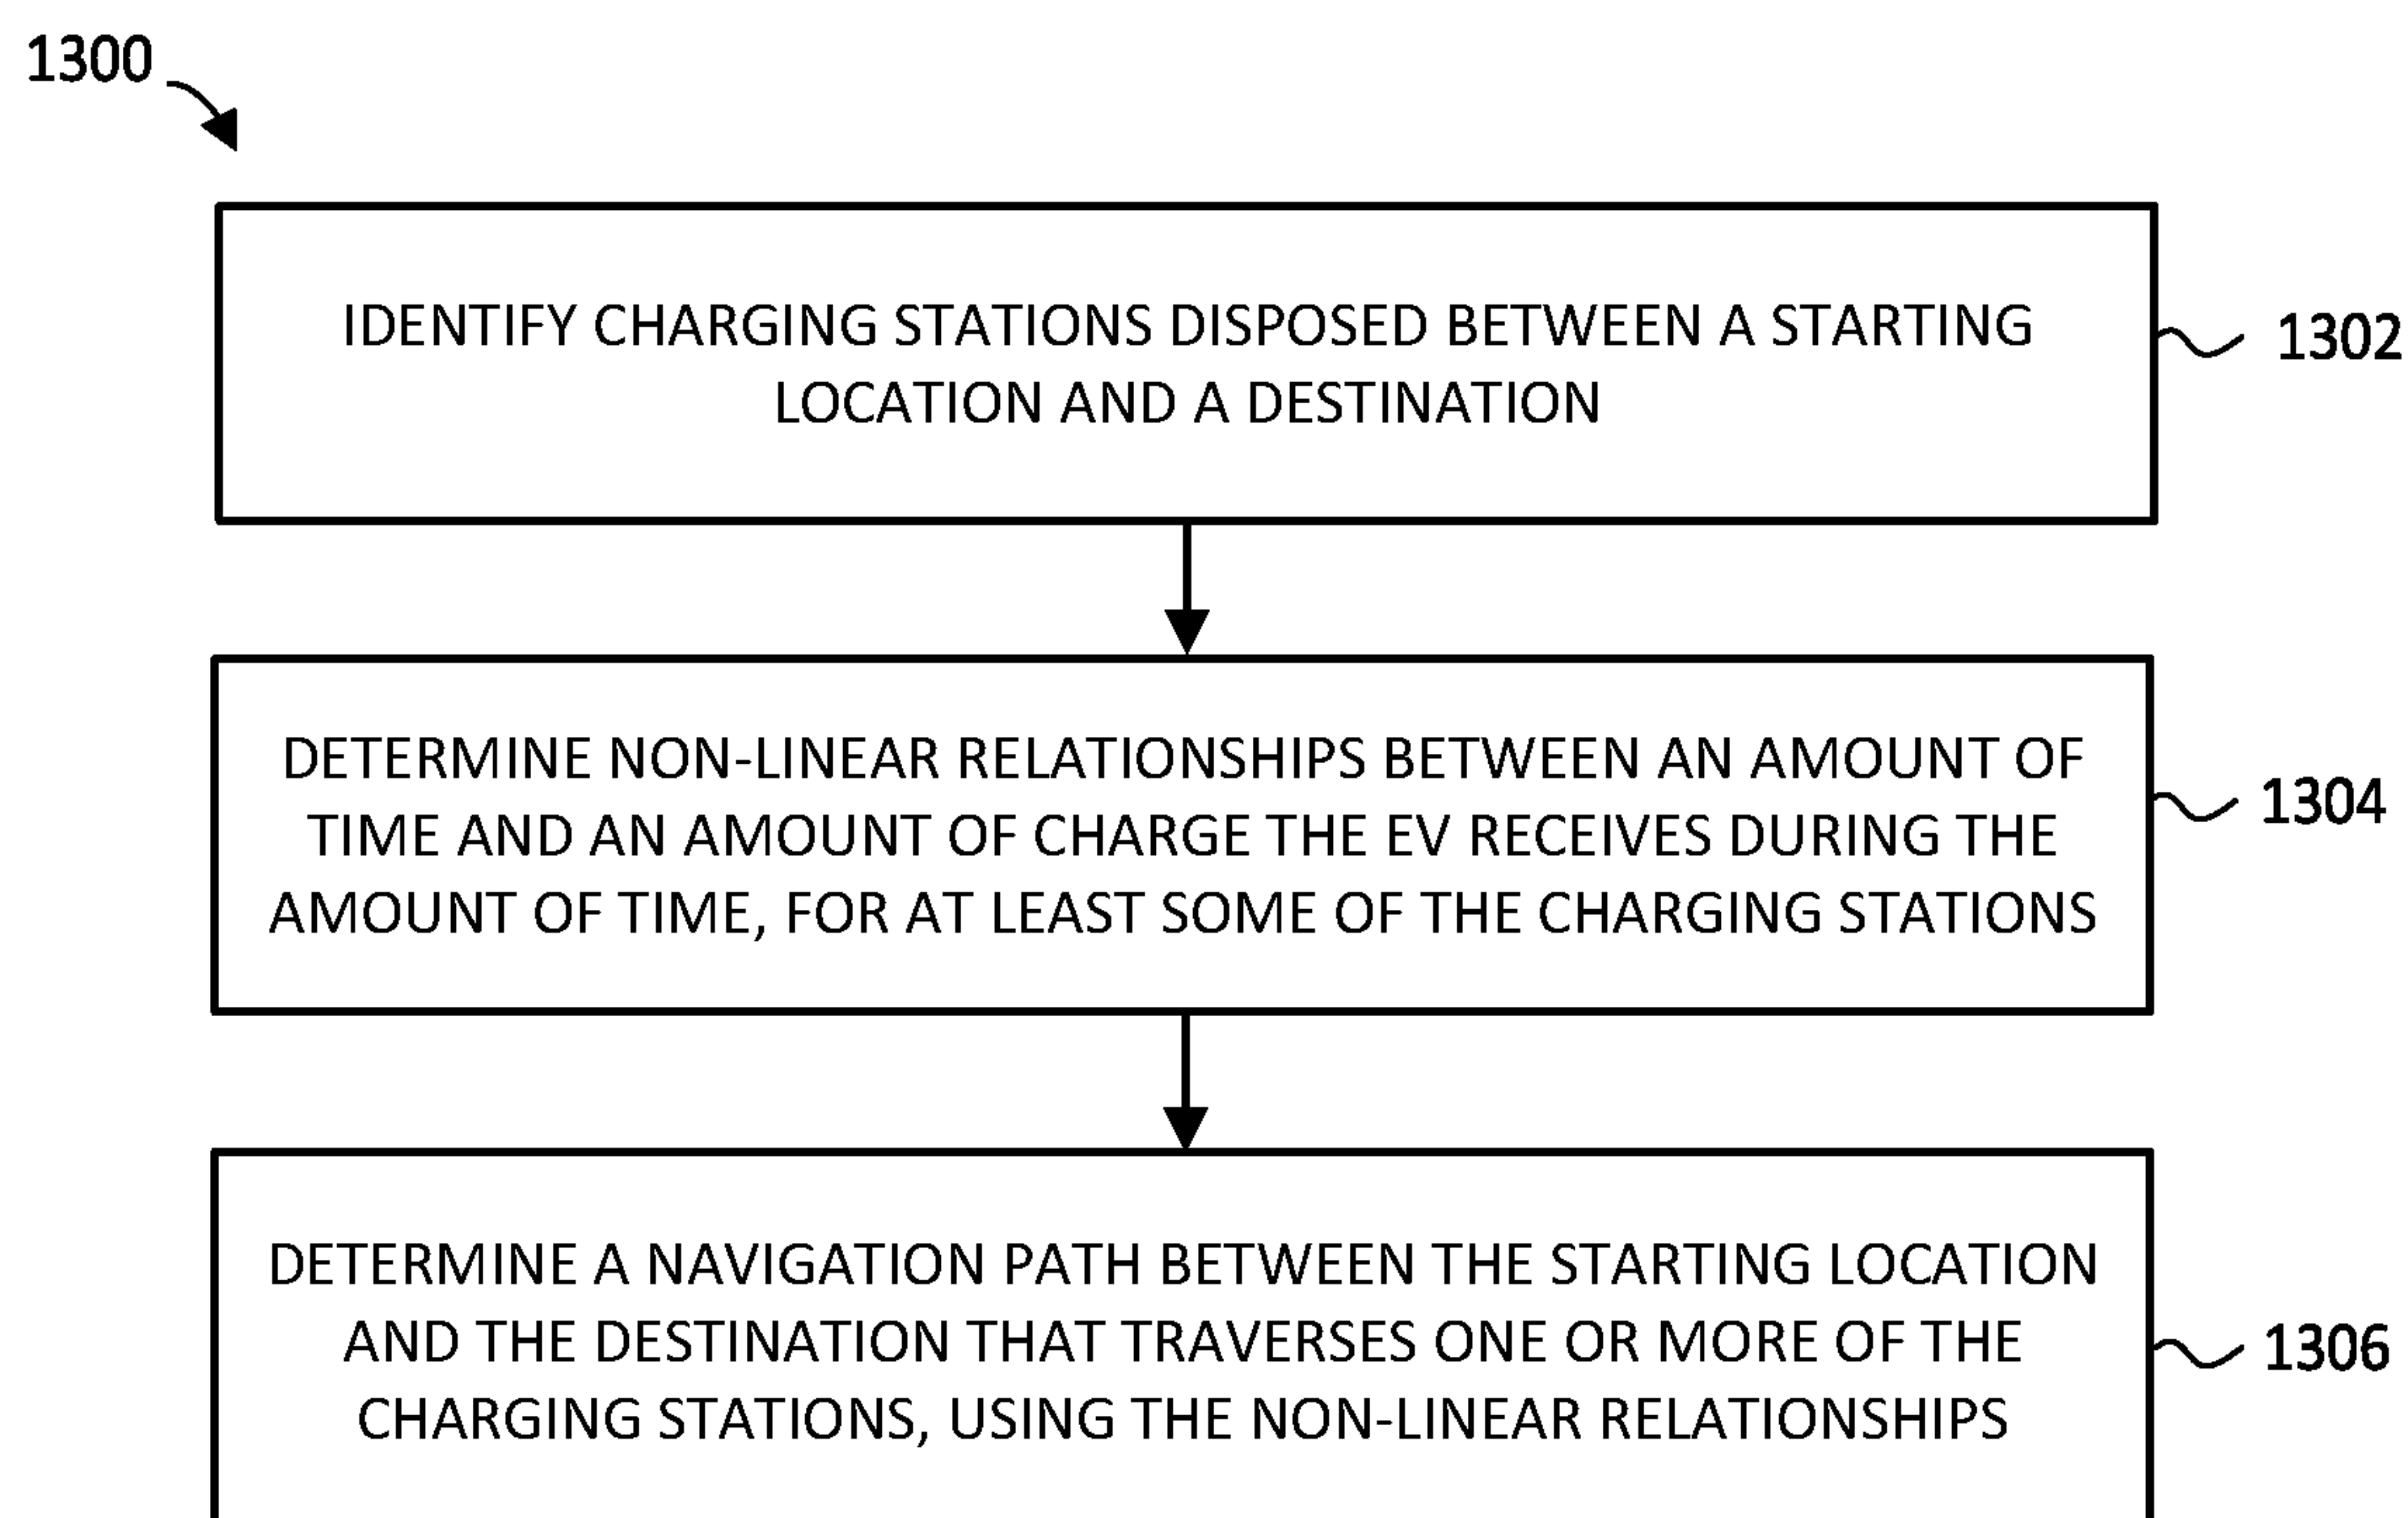 1300
IDENTIFY CHARGING STATIONS DISPOSED BETWEEN A STARTING
LOCATION AND A DESTINATION
1302
DETERMINE NON-LINEAR RELATIONSHIPS BETWEEN AN AMOUNT OF
TIME AND AN AMOUNT OF CHARGE THE EV RECEIVES DURING THE
AMOUNT OF TIME, FOR AT LEAST SOME OF THE CHARGING STATIONS
1304
DETERMINE A NAVIGATION PATH BETWEEN THE STARTING LOCATION
AND THE DESTINATION THAT TRAVERSES ONE OR MORE OF THE
CHARGING STATIONS, USING THE NON-LINEAR RELATIONSHIPS
1306